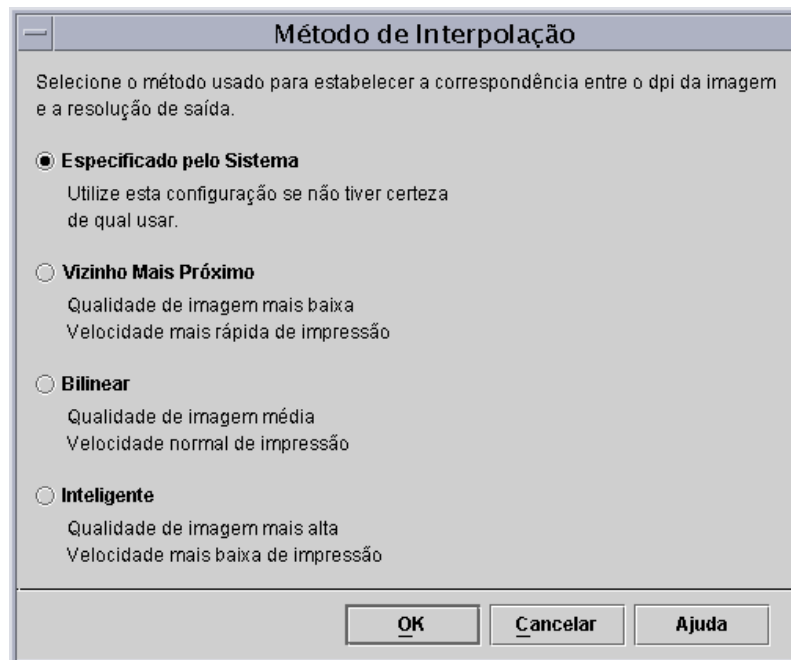 Método de Interpolação
Selecione o método usado para estabelecer a correspondência entre o dpi da imagem
e a resolução de saída.
Especificado pelo Sistema
Utilize esta configuração se não tiver certeza
de qual usar.
Vizinho Mais Próximo
Qualidade de imagem mais baixa
Velocidade mais rápida de impressão
Bilinear
Qualidade de imagem média
Velocidade normal de impressão
Inteligente
Qualidade de imagem mais alta
Velocidade mais baixa de impressão
OK Cancelar Ajuda